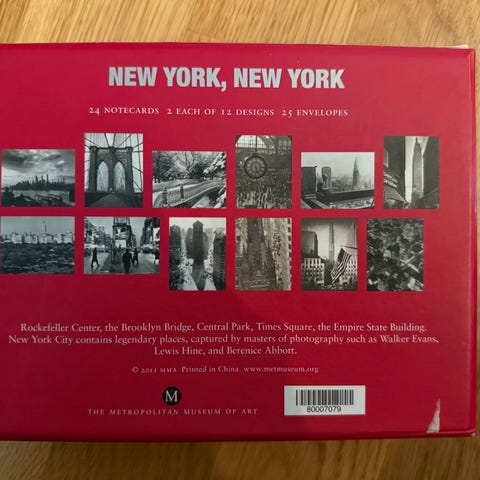 NEW YORK, NEW YORK
24 NOTECARDS 2 EACH OF 12 DESIGNS 25 ENVELOPES
Rockefeller Center, the Brooklyn Bridge, Central Park, Times Square, the Empire State Building.
New York City contains legendary places, captured by masters of photography such as Walker Evans,
Lewis Hine, and Berenice Abbott.
© 2011 MMA Printed in China www.metmuseum.org
M
THE METROPOLITAN MUSEUM OF ART
80007079